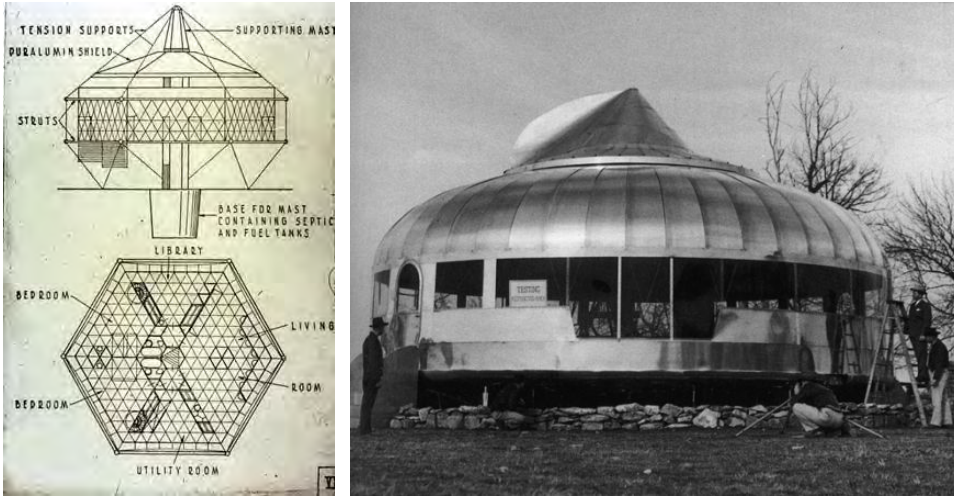 TENSION SUPPORTS
SUPPORTING MAST
DURALUMIN SHIELD
STRUTS
BASE FOR MAST
CONTAINING SEPTIC
AND FUEL TANKS
LIBRARY
BEDROOM
LIVING
ROOM
BEDROOM
UTILITY ROOM
TESTING